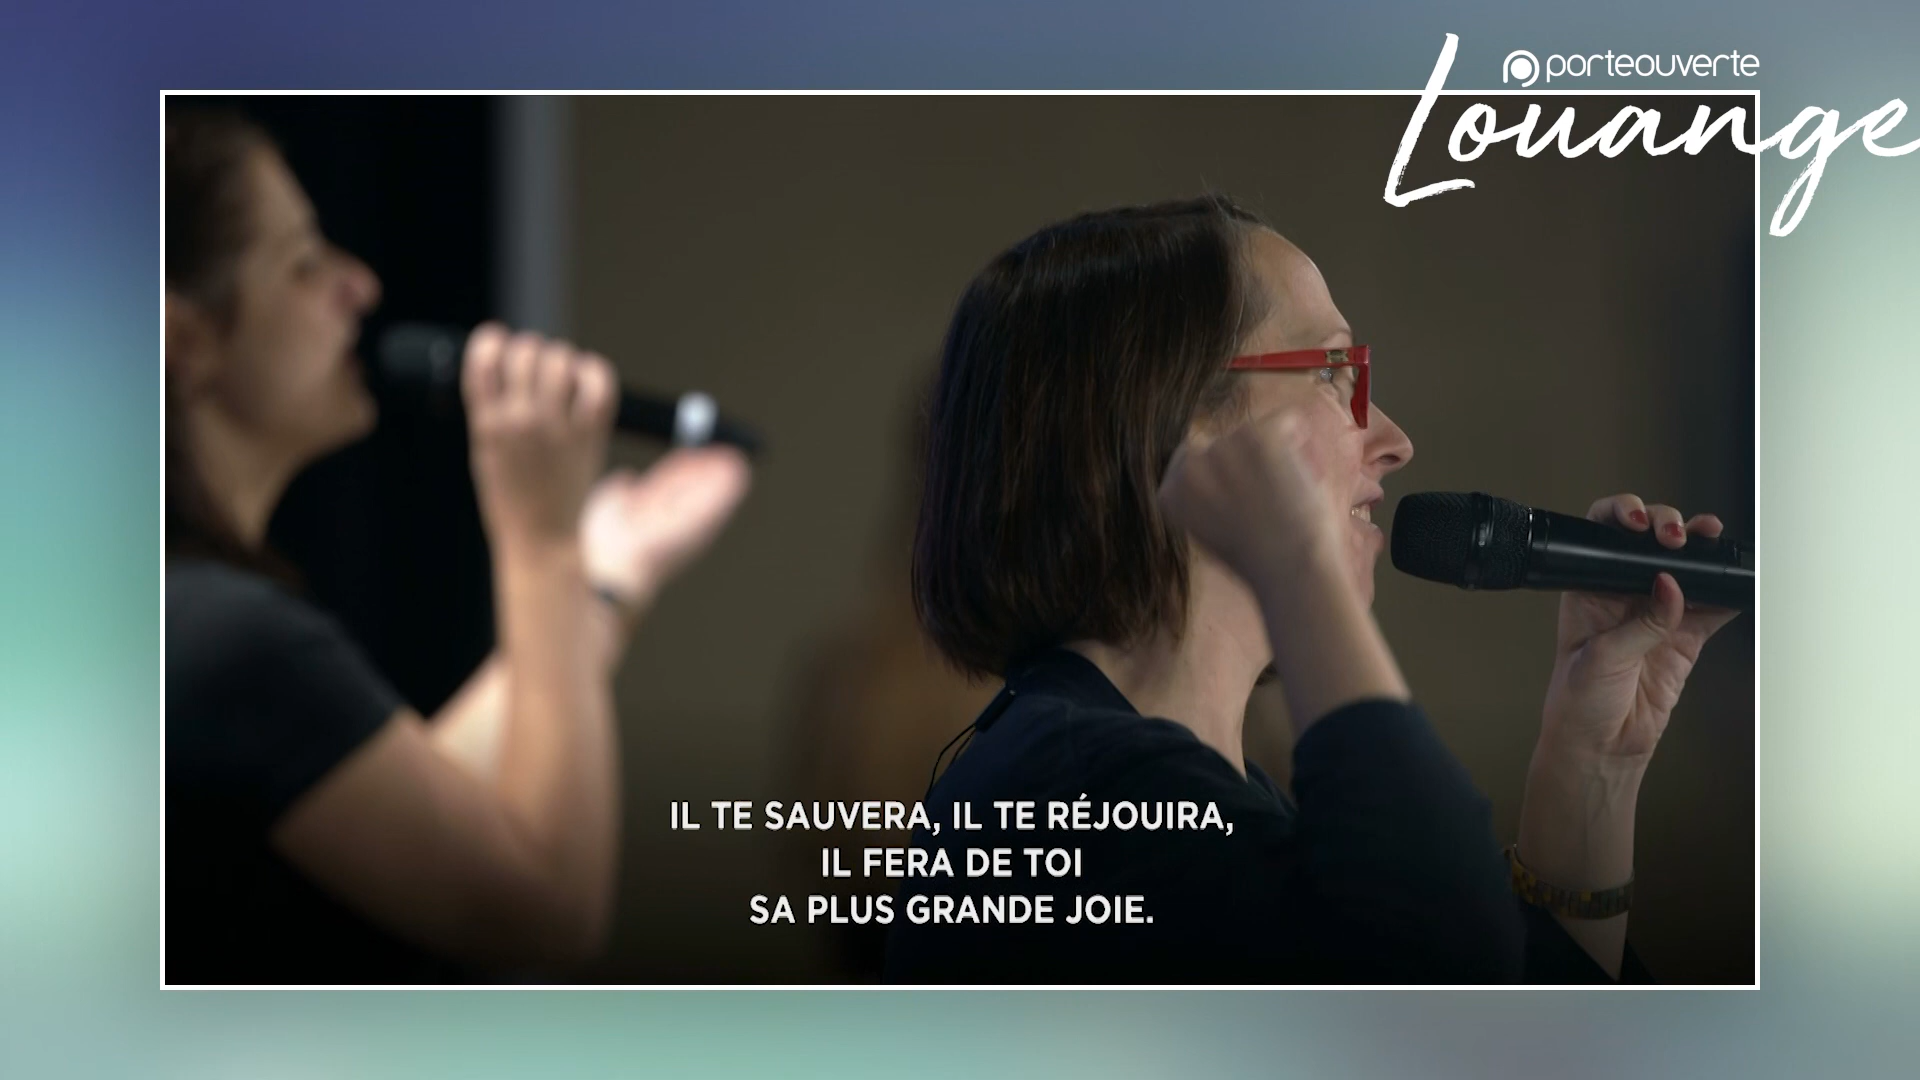 porteouverte
Louange
IL TE SAUVERA, IL TE RÉJOUIRA,
IL FERA DE TOI
SA PLUS GRANDE JOIE.